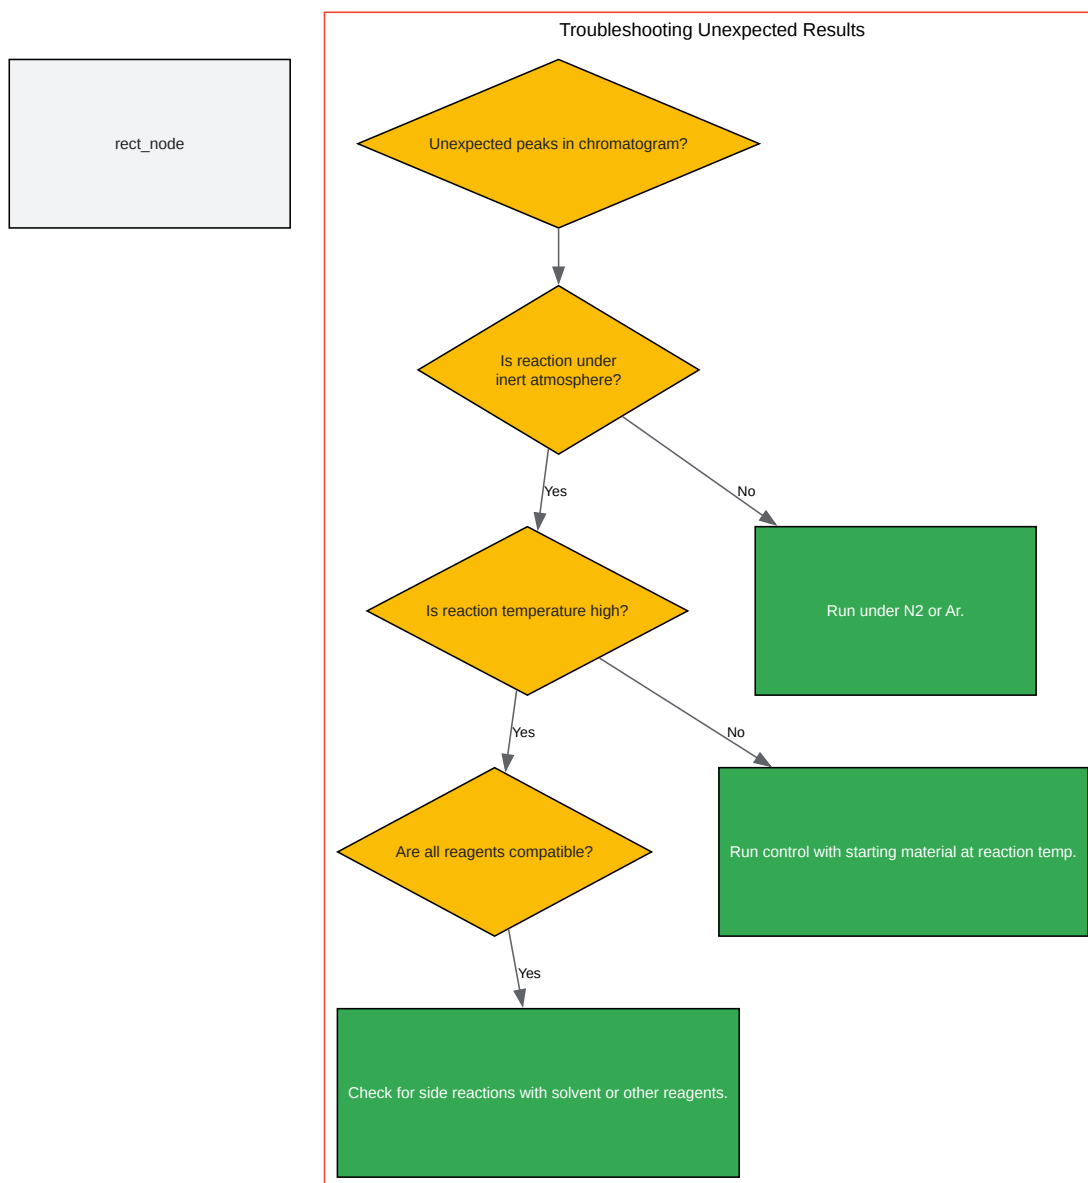 Troubleshooting Unexpected Results
rect_node
Unexpected peaks in chromatogram?
Is reaction under
inert atmosphere?
Yes
No
Is reaction temperature high?
Run under N2 or Ar.
Yes
No
Are all reagents compatible?
Run control with starting material at reaction temp.
Yes
Check for side reactions with solvent or other reagents.